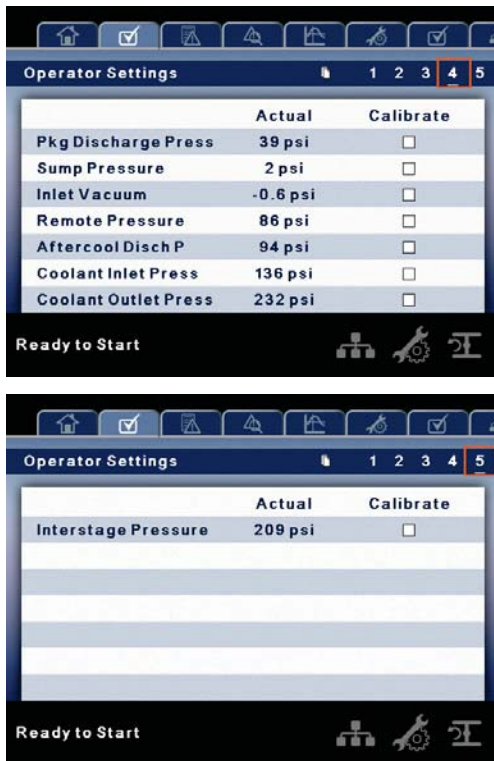 Operator Settings 1 2 3 4 5
Actual Calibrate
Pkg Discharge Press 39 psi
Sump Pressure 2 psi
Inlet Vacuum -0.6 psi
Remote Pressure 86 psi
Aftercool Disch P 94 psi
Coolant Inlet Press 136 psi
Coolant Outlet Press 232 psi
Ready to Start
Operator Settings 1 2 3 4 5
Actual Calibrate
Interstage Pressure 209 psi
Ready to Start